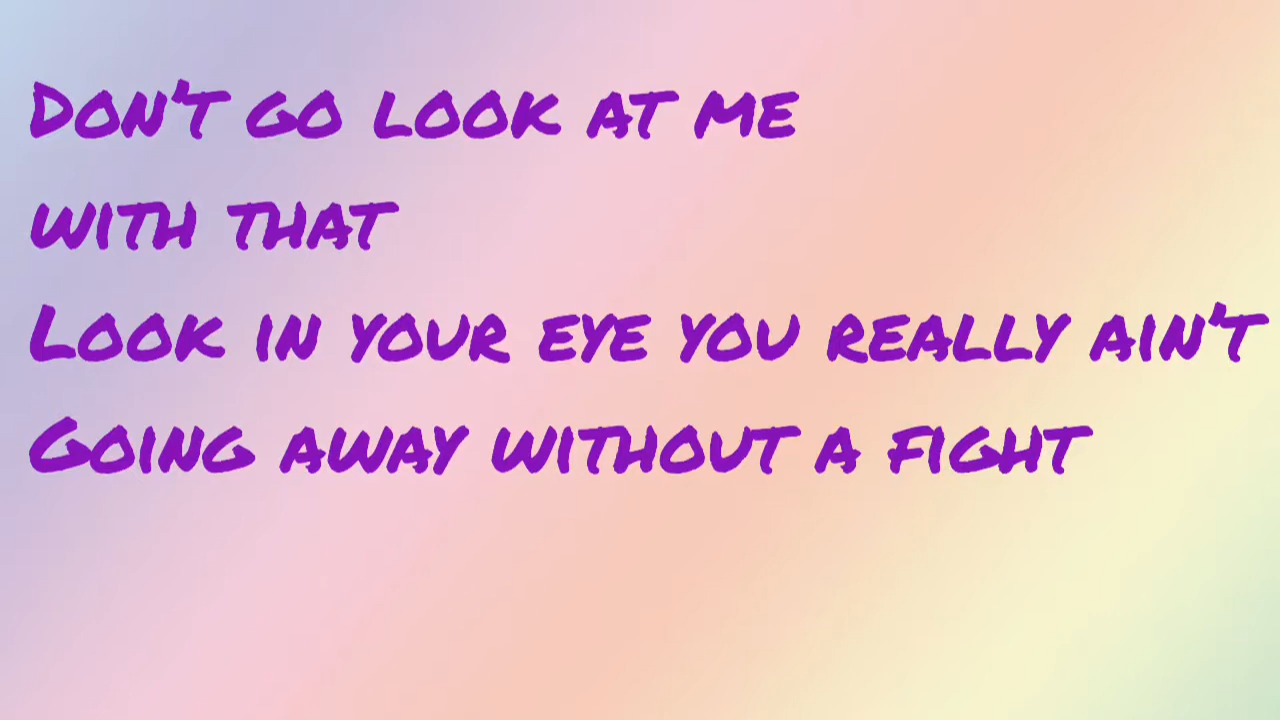 Don't go look at me
with that
Look in your eye you really ain't
Going away without a fight